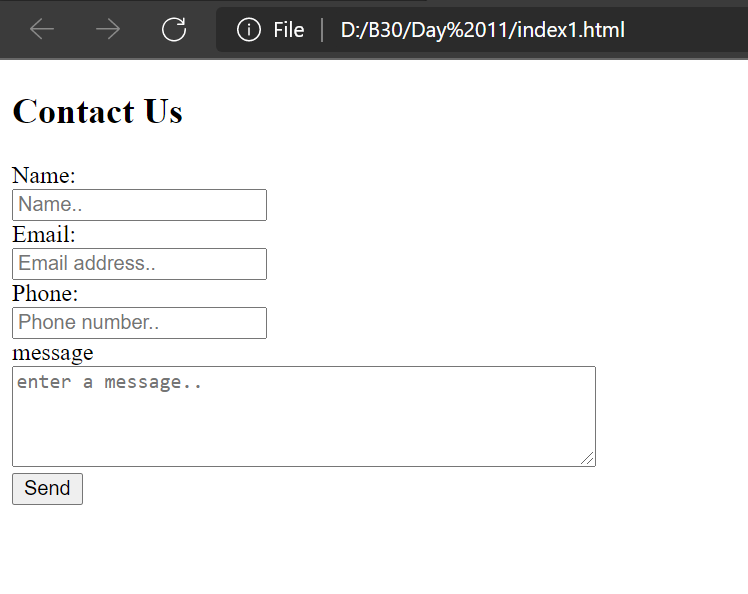 File D:/B30/Day%2011/index1.html
Contact Us
Name:
Name..
Email:
Email address..
Phone:
Phone number..
message
enter a message..
Send